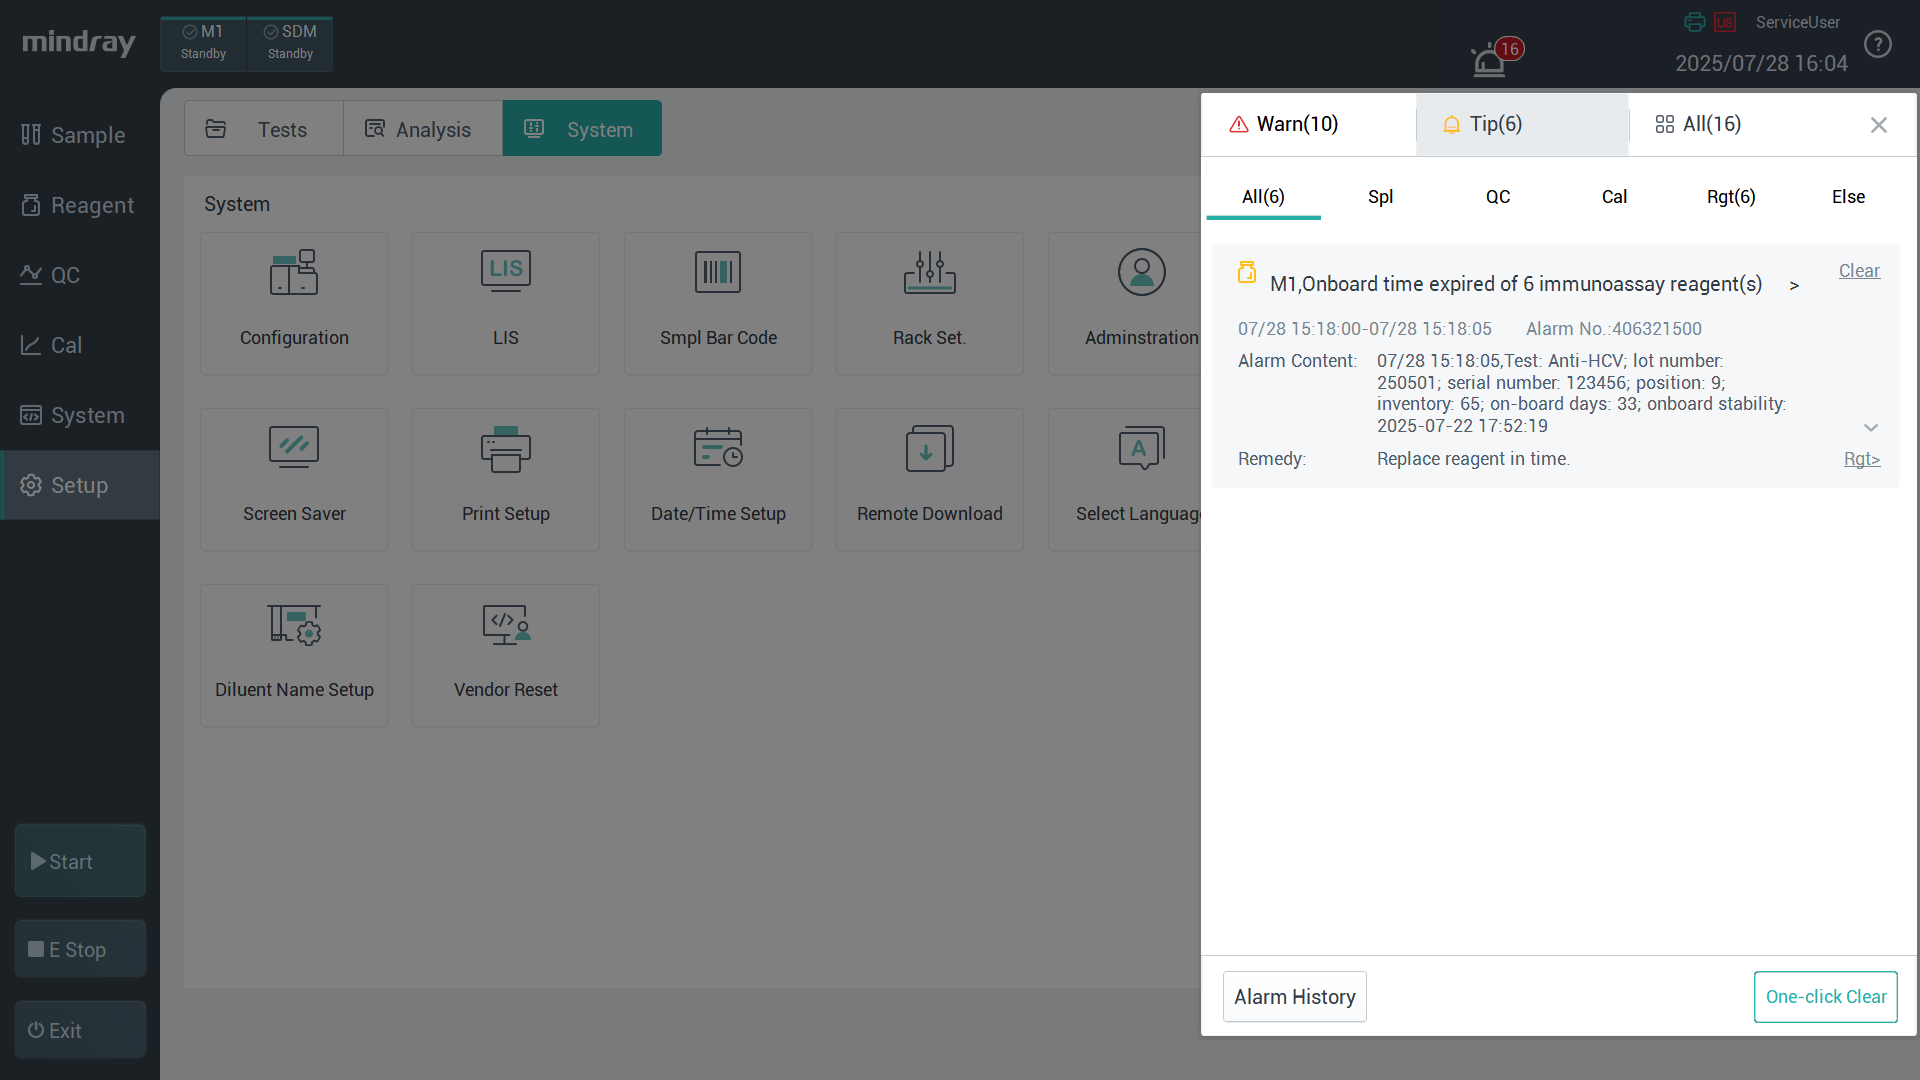 mindray
M1
Standby
SDM
Standby
16
LIS
ServiceUser
2025/07/28 16:04
?
Sample
Reagent
QC
Cal
System
Setup
Start
E Stop
Exit
Tests
Analysis
System
System
Configuration
LIS
LIS
Smpl Bar Code
Rack Set.
Adminstration
Screen Saver
Print Setup
Date/Time Setup
Remote Download
A
Select Languag
Diluent Name Setup
Vendor Reset
Warn(10)
Tip(6)
All(16)
All(6)
Spl
QC
Cal
Rgt(6)
Else
M1,Onboard time expired of 6 immunoassay reagent(s) >
Clear
07/28 15:18:00-07/28 15:18:05 Alarm No.:406321500
Alarm Content: 07/28 15:18:05,Test: Anti-HCV; lot number:
250501; serial number: 123456; position: 9;
inventory: 65; on-board days: 33; onboard stability:
2025-07-22 17:52:19
Remedy: Replace reagent in time.
Rgt>
Alarm History
One-click Clear